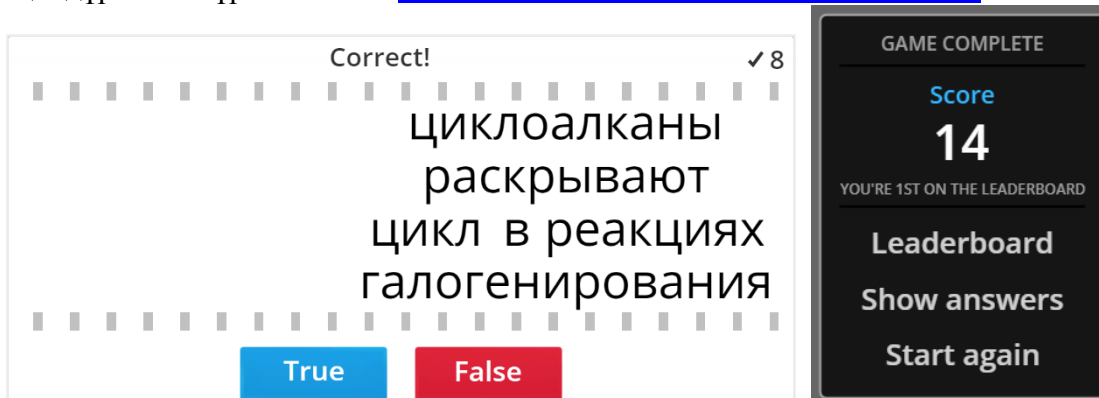 Correct!
✓ 8
циклоалканы
раскрывают
цикл в реакциях
галогенирования
True
False
GAME COMPLETE
Score
14
YOU'RE 1ST ON THE LEADERBOARD
Leaderboard
Show answers
Start again